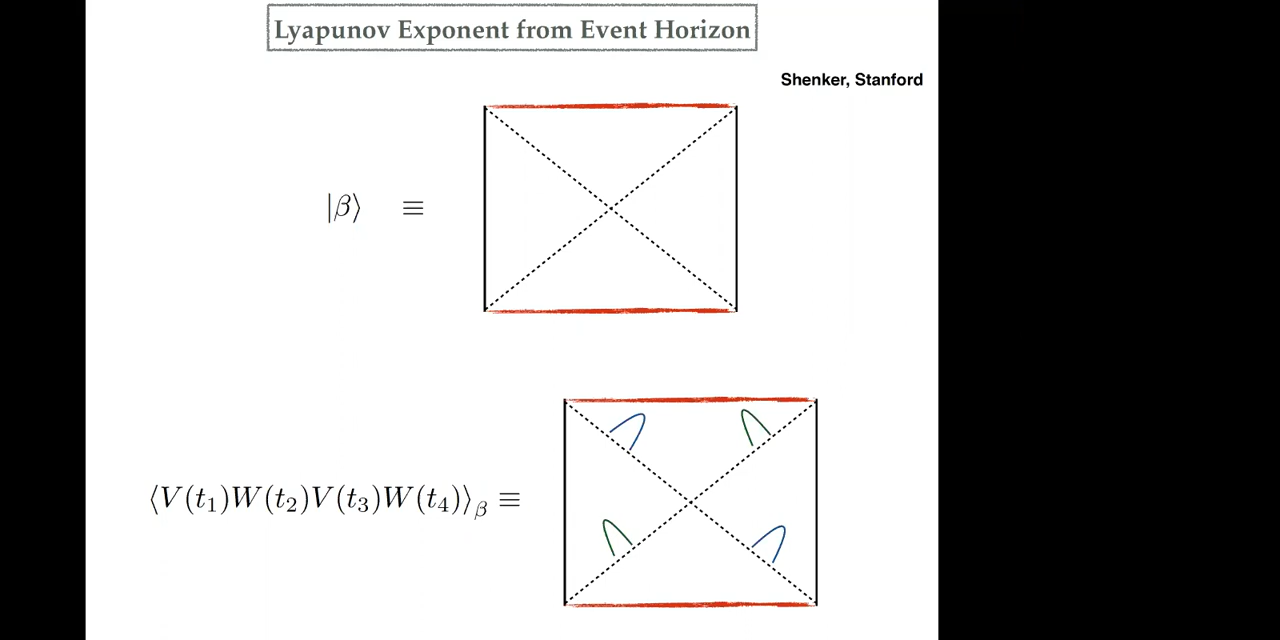 Lyapunov Exponent from Event Horizon
Shenker, Stanford
|β⟩ ≡
⟨V(t₁)W(t₂)V(t₃)W(t₄)⟩_β ≡